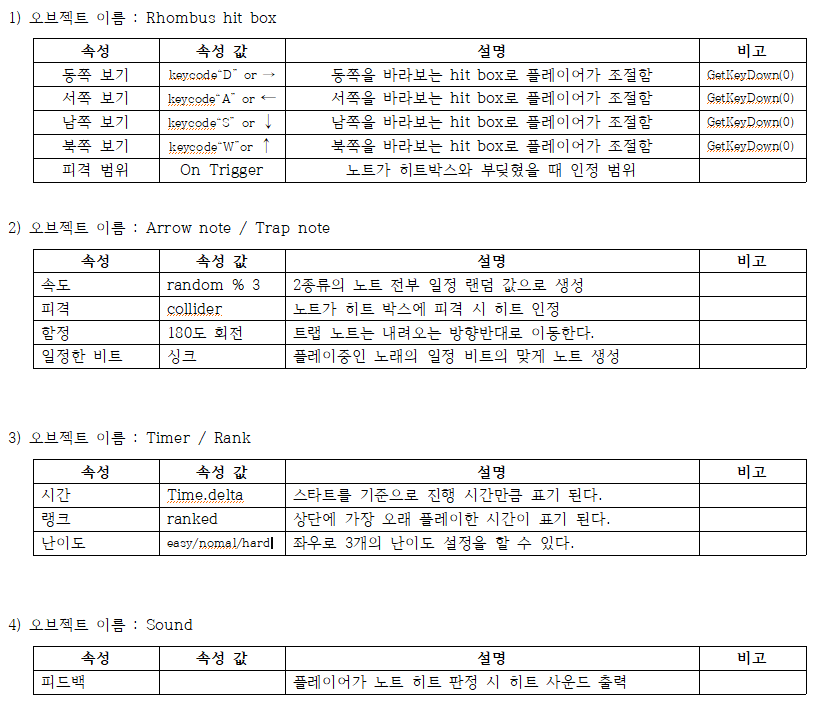 1) 오브젝트 이름 : Rhombus hit box
속성 속성 값 설명 비고
동쪽 보기 keycode“D” or → 동쪽을 바라보는 hit box로 플레이어가 조절함 GetKeyDown(0)
서쪽 보기 keycode“A” or ← 서쪽을 바라보는 hit box로 플레이어가 조절함 GetKeyDown(0)
남쪽 보기 keycode“S” or ↓ 남쪽을 바라보는 hit box로 플레이어가 조절함 GetKeyDown(0)
북쪽 보기 keycode“W”or ↑ 북쪽을 바라보는 hit box로 플레이어가 조절함 GetKeyDown(0)
피격 범위 On Trigger 노트가 히트박스와 부딪혔을 때 인정 범위
2) 오브젝트 이름 : Arrow note / Trap note
속성 속성 값 설명 비고
속도 random % 3 2종류의 노트 전부 일정 랜덤 값으로 생성
피격 collider 노트가 히트 박스에 피격 시 히트 인정
함정 180도 회전 트랩 노트는 내려오는 방향반대로 이동한다.
일정한 비트 싱크 플레이중인 노래의 일정 비트의 맞게 노트 생성
3) 오브젝트 이름 : Timer / Rank
속성 속성 값 설명 비고
시간 Time.delta 스타트를 기준으로 진행 시간만큼 표기 된다.
랭크 ranked 상단에 가장 오래 플레이한 시간이 표기 된다.
난이도 easy/nomal/hard 좌우로 3개의 난이도 설정을 할 수 있다.
4) 오브젝트 이름 : Sound
속성 속성 값 설명 비고
피드백 플레이어가 노트 히트 판정 시 히트 사운드 출력